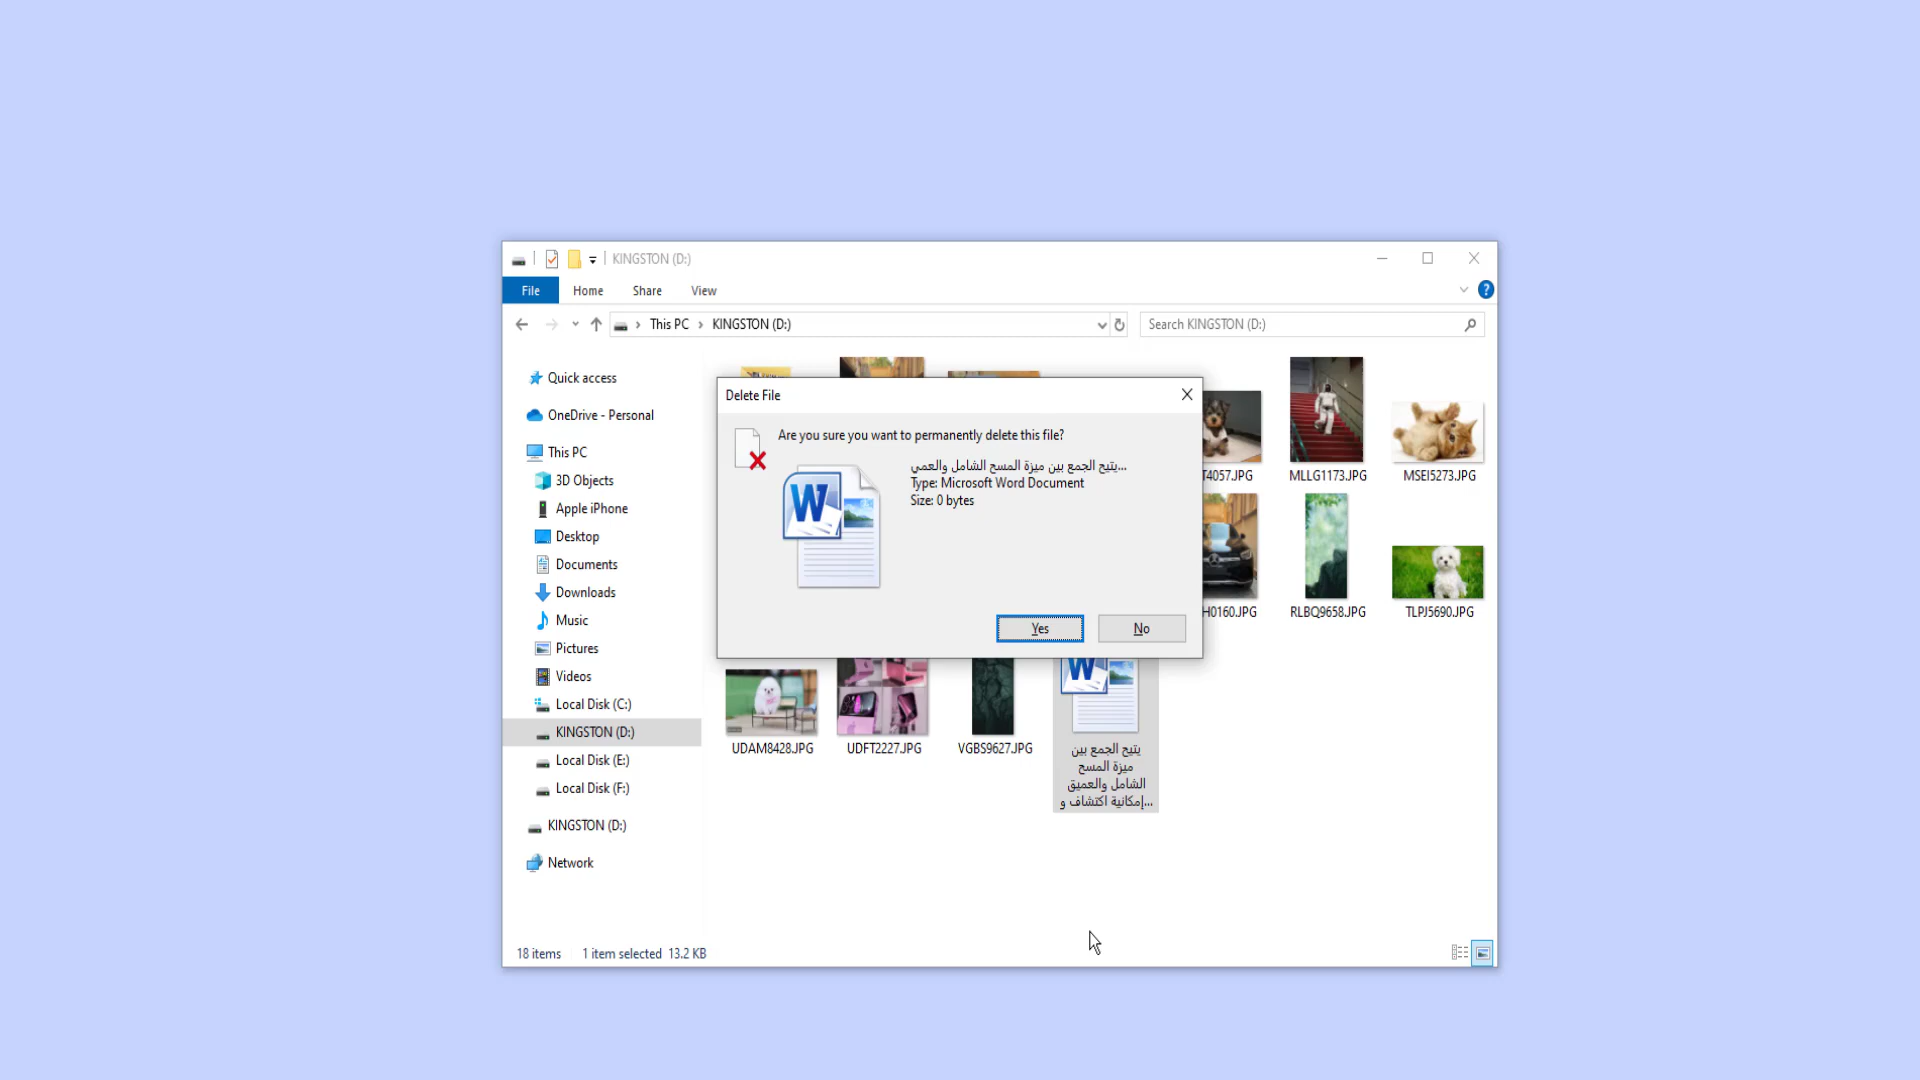 KINGSTON (D:)
File
Home
Share
View
This PC
KINGSTON (D:)
Search KINGSTON (D:)
Quick access
OneDrive - Personal
This PC
3D Objects
Apple iPhone
Desktop
Documents
Downloads
Music
Pictures
Videos
Local Disk (C:)
KINGSTON (D:)
Local Disk (E:)
Local Disk (F:)
KINGSTON (D:)
Network
Delete File
Are you sure you want to permanently delete this file?
يتيح الجمع بين ميزة المسح الشامل والعمي...
Type: Microsoft Word Document
Size: 0 bytes
Yes
No
T4057.JPG
MLLG1173.JPG
MSEI5273.JPG
H0160.JPG
RLBQ9658.JPG
TLPJ5690.JPG
UDAM8428.JPG
UDFT2227.JPG
VGBS9627.JPG
يتيح الجمع بين
ميزة المسح
الشامل والعميق
إمكانية اكتشاف و...
18 items
1 item selected 13.2 KB